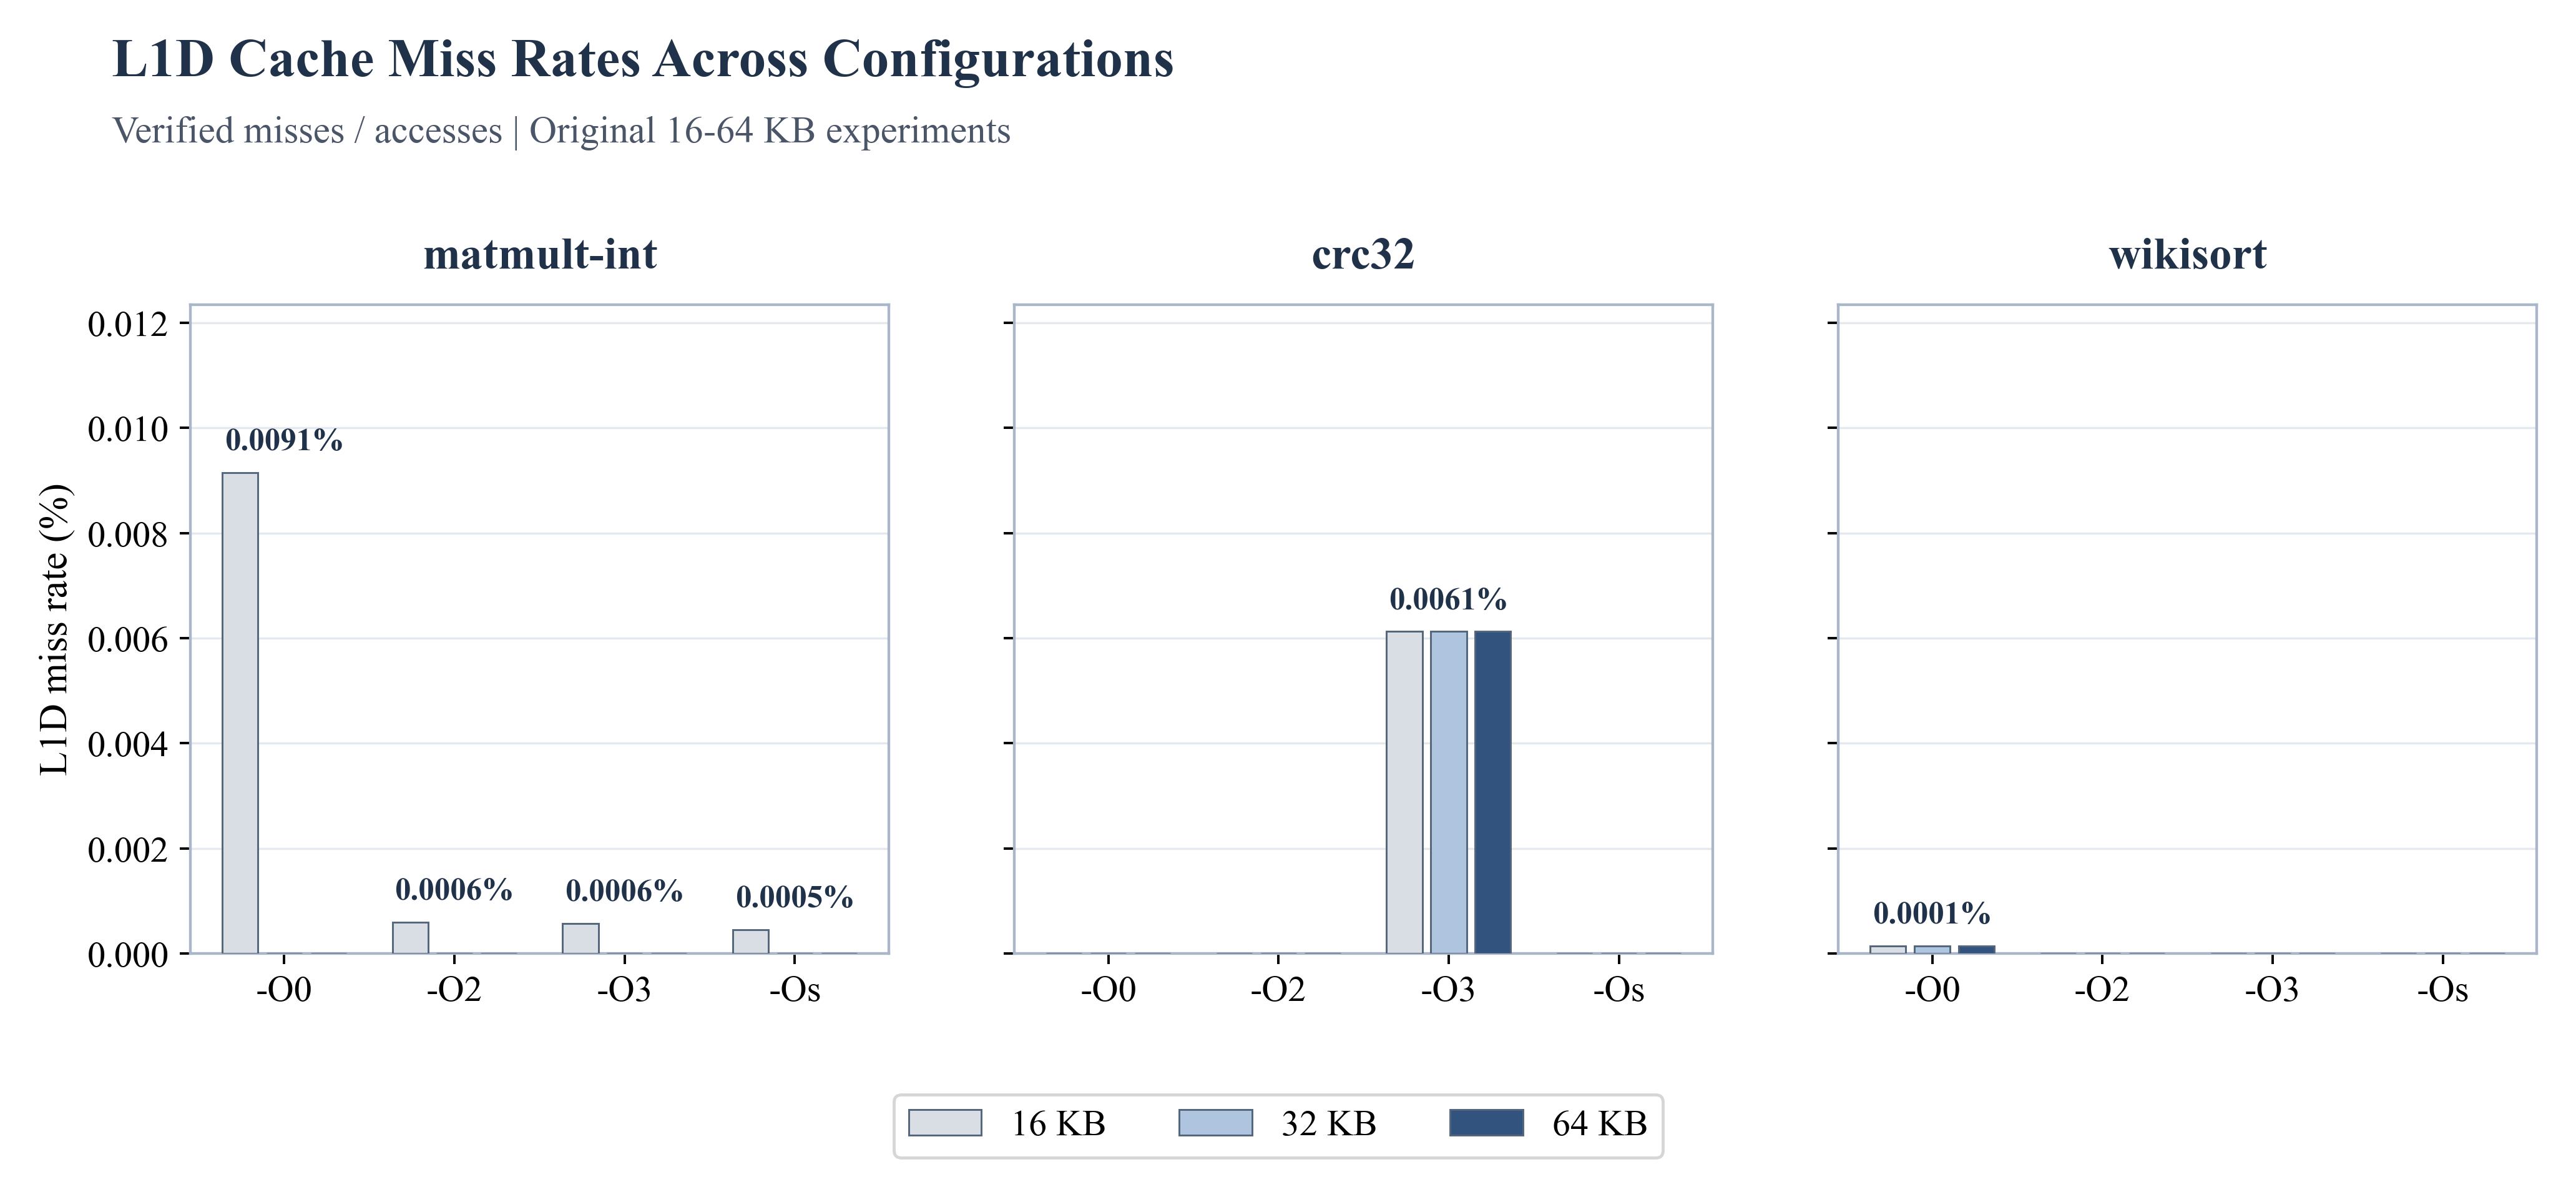 L1D Cache Miss Rates Across Configurations
Verified misses / accesses | Original 16-64 KB experiments
matmult-int
crc32
wikisort
L1D miss rate (%)
0.012
0.010
0.008
0.006
0.004
0.002
0.000
0.0091%
0.0006%
0.0006%
0.0005%
0.0061%
0.0001%
-O0 -O2 -O3 -Os
-O0 -O2 -O3 -Os
-O0 -O2 -O3 -Os
16 KB 32 KB 64 KB